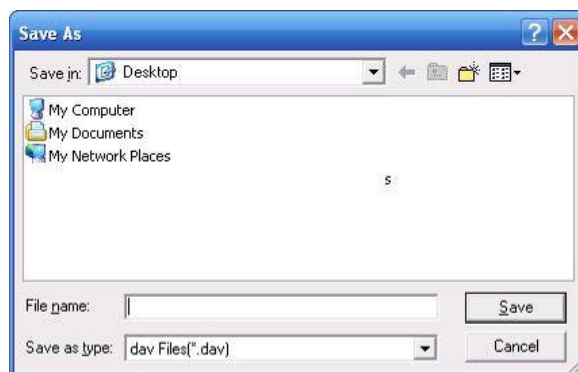 Save As
Save in: Desktop
My Computer
My Documents
My Network Places
s
File name:
Save
Save as type: dav Files(*.dav)
Cancel